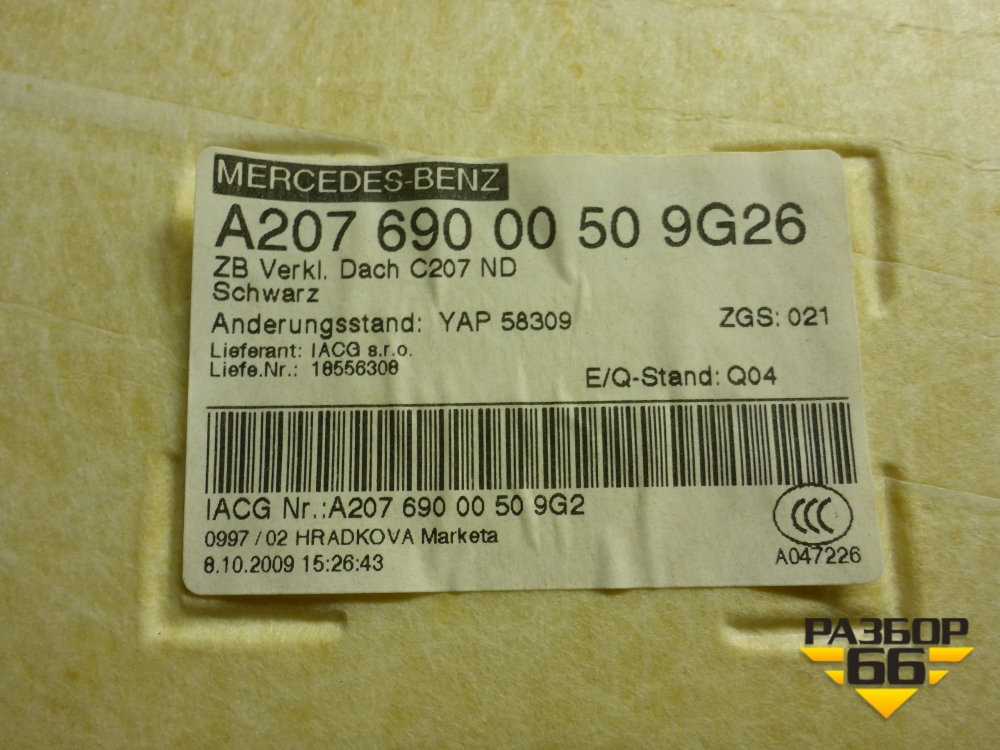 MERCEDES-BENZ
A207 690 00 50 9G26
ZB Verkl. Dach C207 ND
Schwarz
Anderungsstand: YAP 58309
ZGS: 021
Lieferant: IACG s.r.o.
Liefe.Nr.: 18556308
E/Q-Stand: Q04
IACG Nr.:A207 690 00 50 9G2
0997 / 02 HRADKOVA Marketa
8.10.2009 15:26:43
CCC
A047226
РАЗБОР
66